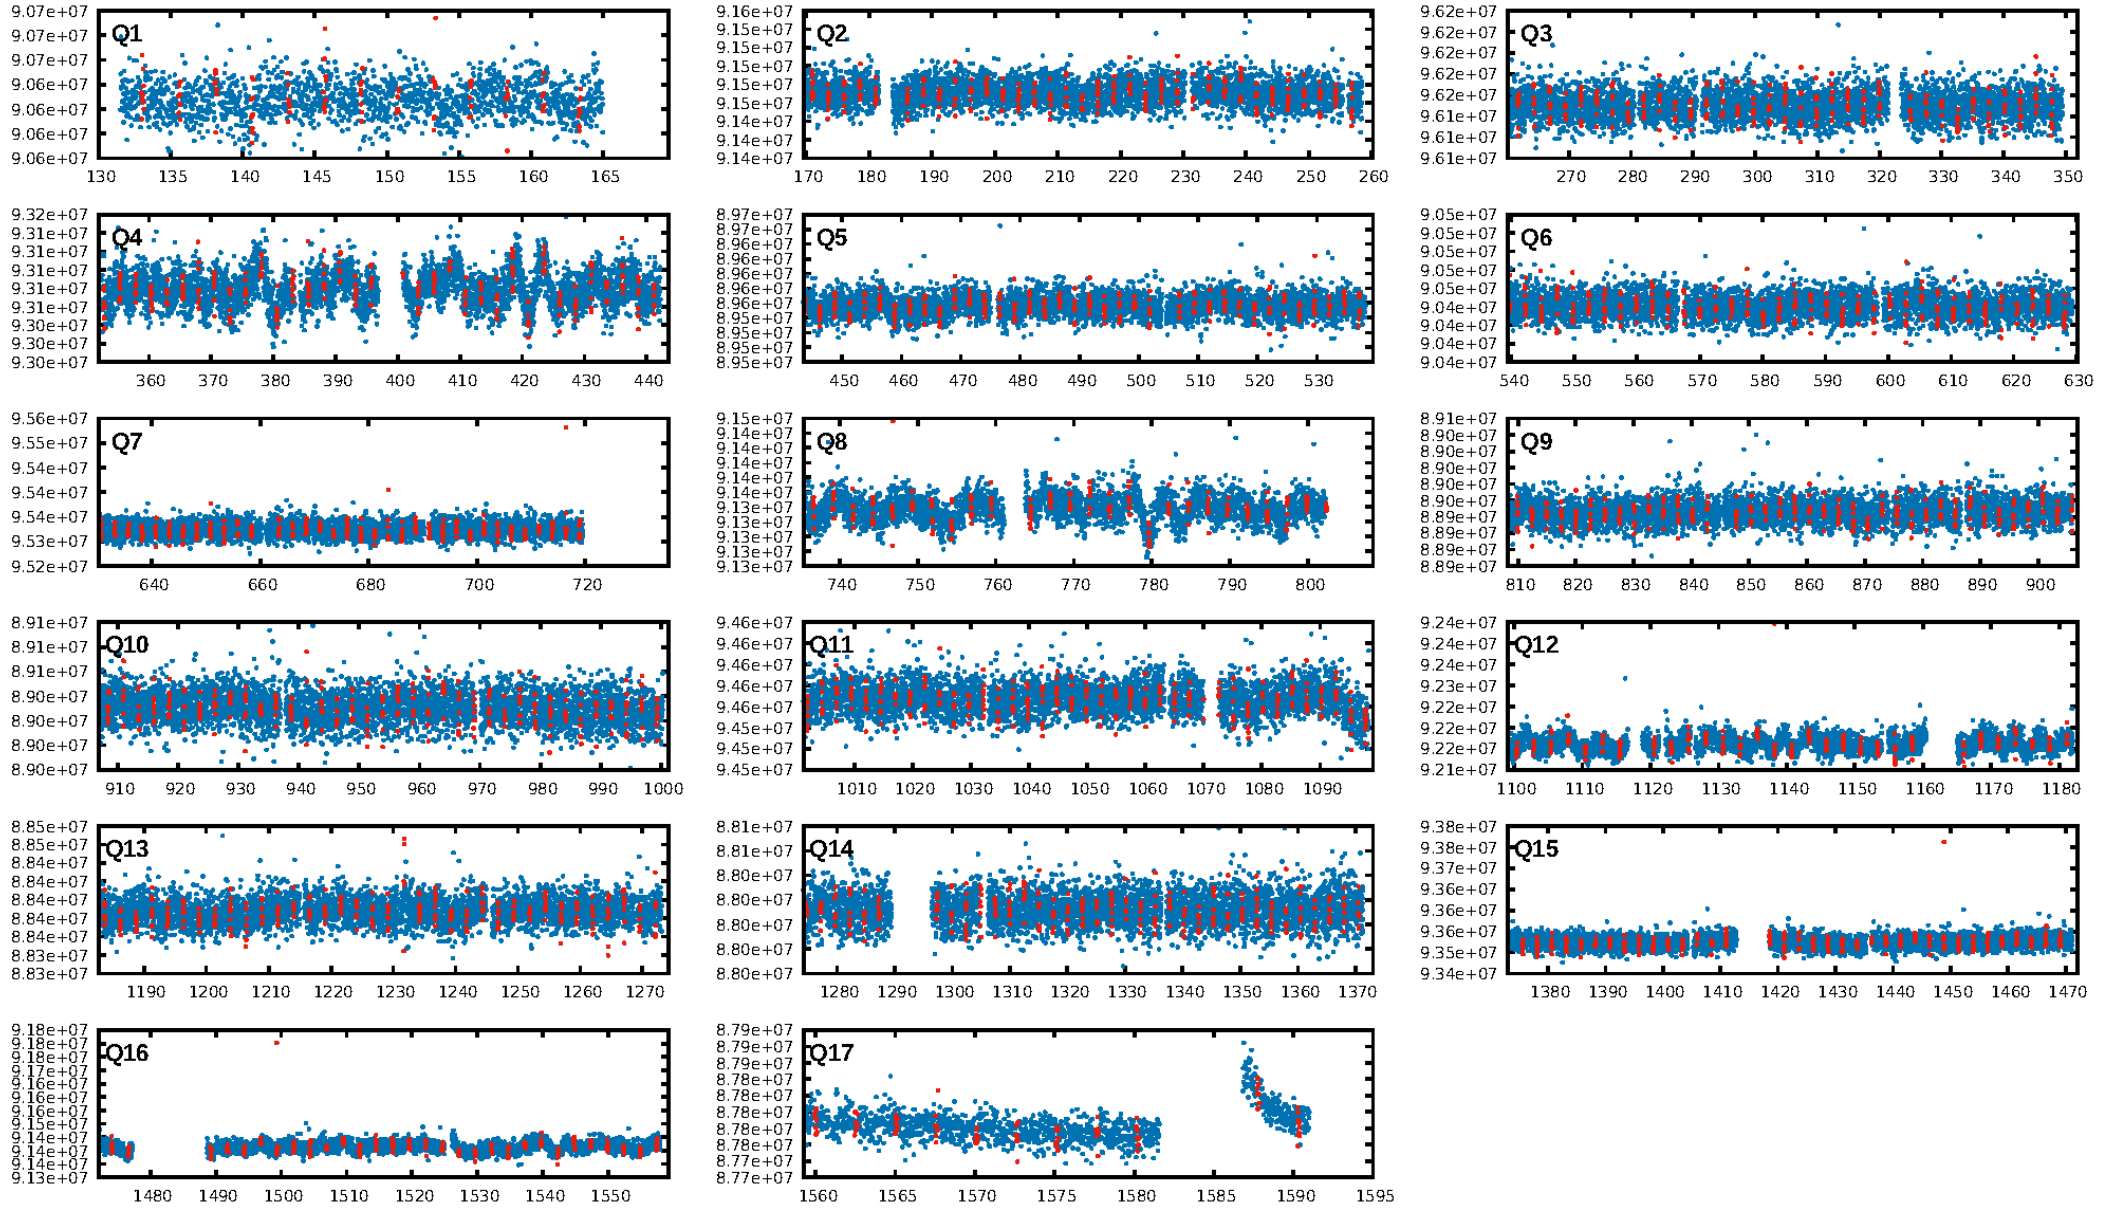 Q1
9.07e+07
9.07e+07
9.07e+07
9.06e+07
9.06e+07
9.06e+07
9.06e+07
130 135 140 145 150 155 160 165
Q2
9.16e+07
9.15e+07
9.15e+07
9.15e+07
9.15e+07
9.15e+07
9.14e+07
9.14e+07
9.14e+07
170 180 190 200 210 220 230 240 250 260
Q3
9.62e+07
9.62e+07
9.62e+07
9.62e+07
9.62e+07
9.61e+07
9.61e+07
9.61e+07
270 280 290 300 310 320 330 340 350
Q4
9.32e+07
9.31e+07
9.31e+07
9.31e+07
9.31e+07
9.31e+07
9.30e+07
9.30e+07
9.30e+07
360 370 380 390 400 410 420 430 440
Q5
8.97e+07
8.96e+07
8.96e+07
8.96e+07
8.96e+07
8.96e+07
8.95e+07
8.95e+07
8.95e+07
450 460 470 480 490 500 510 520 530
Q6
9.05e+07
9.05e+07
9.05e+07
9.05e+07
9.05e+07
9.04e+07
9.04e+07
9.04e+07
9.04e+07
540 550 560 570 580 590 600 610 620 630
Q7
9.56e+07
9.55e+07
9.54e+07
9.54e+07
9.54e+07
9.53e+07
9.52e+07
640 660 680 700 720
Q8
9.15e+07
9.14e+07
9.14e+07
9.14e+07
9.14e+07
9.14e+07
9.13e+07
9.13e+07
9.13e+07
9.13e+07
740 750 760 770 780 790 800
Q9
8.91e+07
8.90e+07
8.90e+07
8.90e+07
8.90e+07
8.90e+07
8.89e+07
8.89e+07
8.89e+07
8.89e+07
810 820 830 840 850 860 870 880 890 900
Q10
8.91e+07
8.91e+07
8.91e+07
8.90e+07
8.90e+07
8.90e+07
8.90e+07
910 920 930 940 950 960 970 980 990 1000
Q11
9.46e+07
9.46e+07
9.46e+07
9.46e+07
9.46e+07
9.45e+07
9.45e+07
9.45e+07
1010 1020 1030 1040 1050 1060 1070 1080 1090
Q12
9.24e+07
9.24e+07
9.24e+07
9.23e+07
9.22e+07
9.22e+07
9.22e+07
9.21e+07
1100 1110 1120 1130 1140 1150 1160 1170 1180
Q13
8.85e+07
8.85e+07
8.84e+07
8.84e+07
8.84e+07
8.84e+07
8.84e+07
8.83e+07
8.83e+07
1190 1200 1210 1220 1230 1240 1250 1260 1270
Q14
8.81e+07
8.81e+07
8.80e+07
8.80e+07
8.80e+07
8.80e+07
8.80e+07
1280 1290 1300 1310 1320 1330 1340 1350 1360 1370
Q15
9.38e+07
9.38e+07
9.37e+07
9.36e+07
9.36e+07
9.36e+07
9.35e+07
9.34e+07
1380 1390 1400 1410 1420 1430 1440 1450 1460 1470
Q16
9.18e+07
9.18e+07
9.17e+07
9.17e+07
9.16e+07
9.16e+07
9.16e+07
9.15e+07
9.14e+07
9.14e+07
9.14e+07
9.13e+07
1480 1490 1500 1510 1520 1530 1540 1550
Q17
8.79e+07
8.79e+07
8.78e+07
8.78e+07
8.78e+07
8.78e+07
8.78e+07
8.78e+07
8.77e+07
8.77e+07
1560 1565 1570 1575 1580 1585 1590 1595